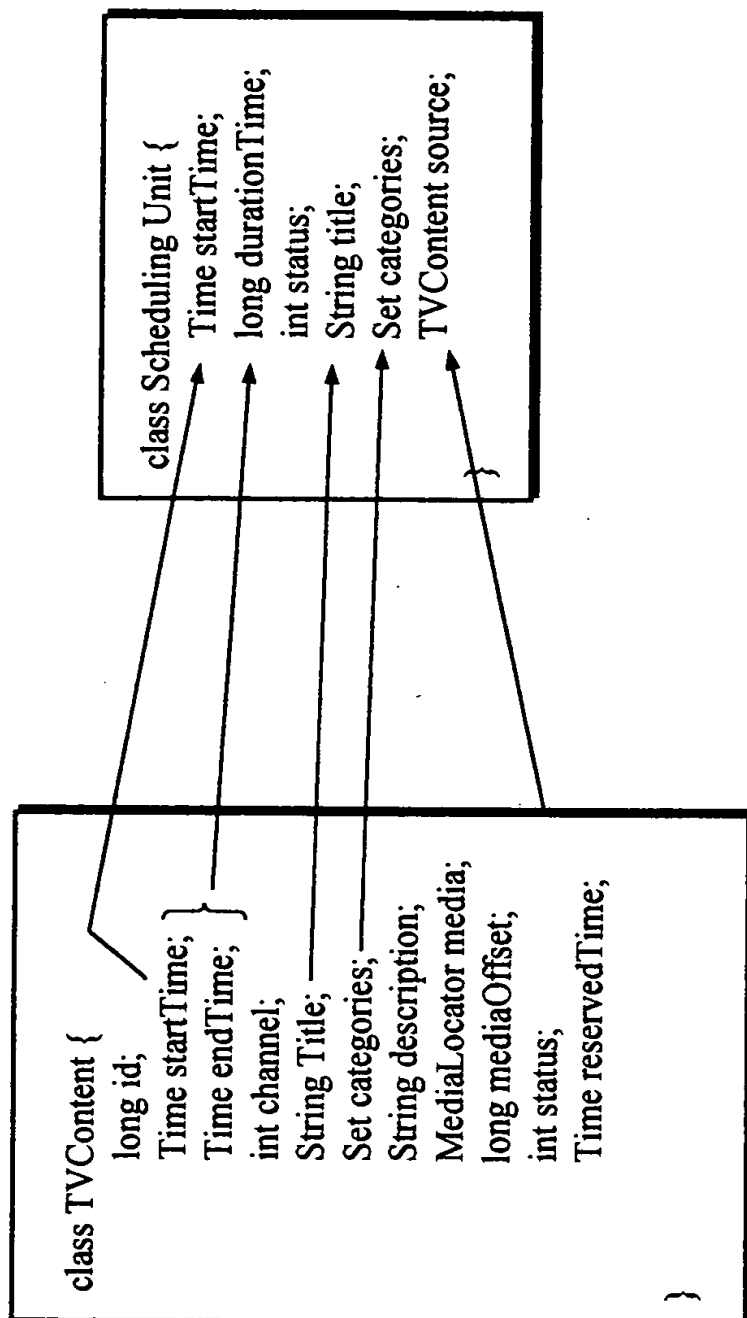 class TVContent {
long id;
Time startTime;
Time endTime;
int channel;
String Title;
Set categories;
String description;
MediaLocator media;
long mediaOffset;
int status;
Time reservedTime;
}
class Scheduling Unit {
Time startTime;
long durationTime;
int status;
String title;
Set categories;
TVContent source;
}